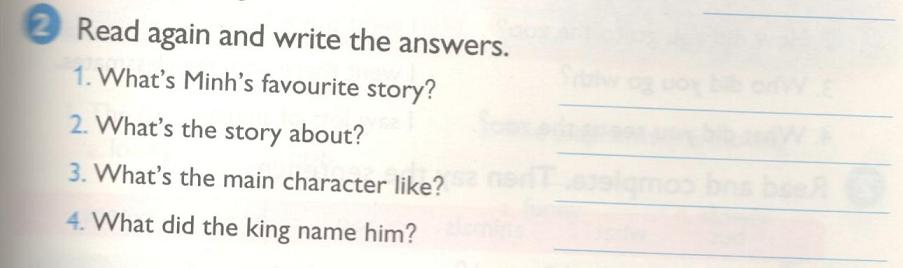 2 Read again and write the answers.
1. What's Minh's favourite story?
2. What's the story about?
3. What's the main character like?
4. What did the king name him?